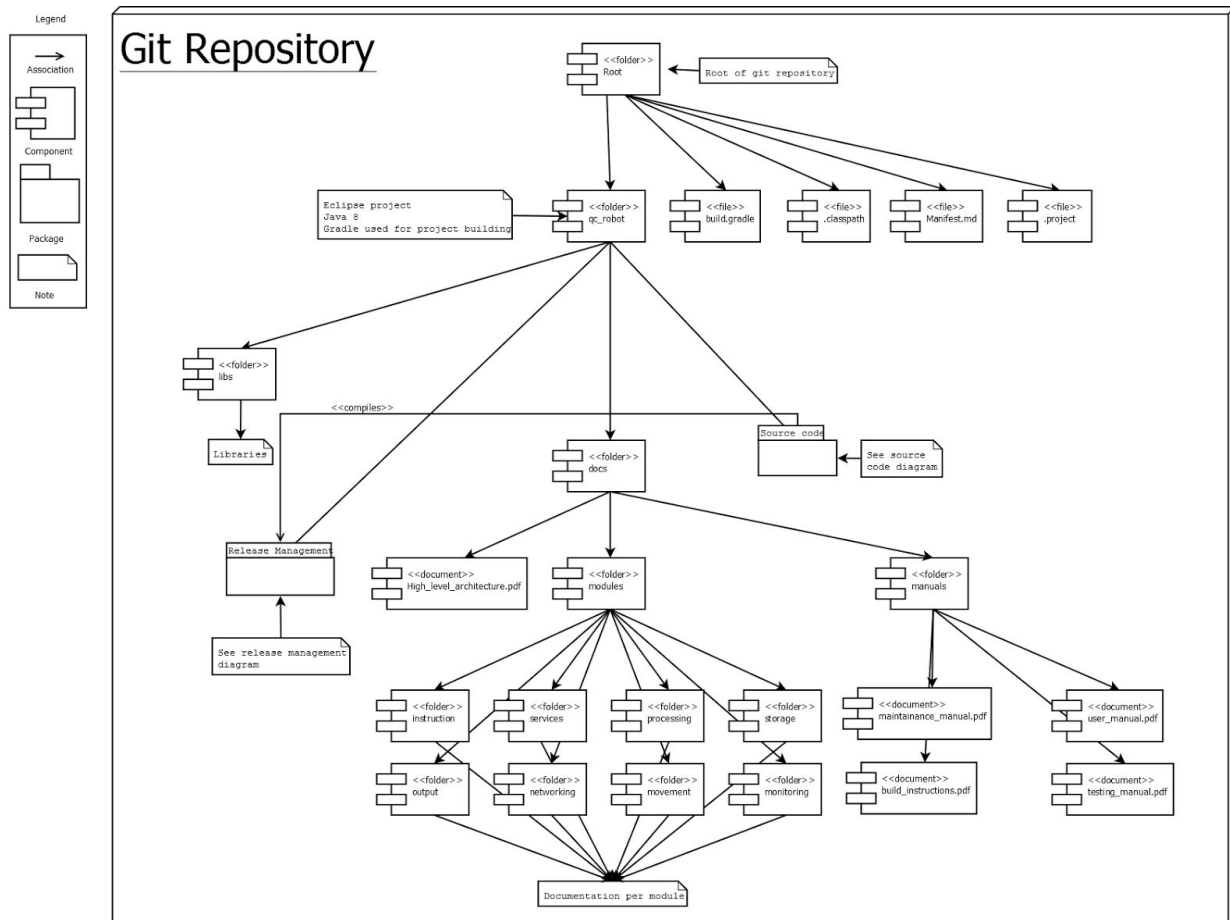 Legend
Association
Component
Package
Note
Git Repository
<<folder>>
Root
Root of git repository
Eclipse project
Java 8
Gradle used for project building
<<folder>>
qc_robot
<<file>>
build.gradle
<<file>>
.classpath
<<file>>
Manifest.md
<<file>>
.project
<<folder>>
libs
Libraries
<<compiles>>
Source code
See source
code diagram
<<folder>>
docs
Release Management
See release management
diagram
<<document>>
High_level_architecture.pdf
<<folder>>
modules
<<folder>>
manuals
<<folder>>
instruction
<<folder>>
services
<<folder>>
processing
<<folder>>
storage
<<document>>
maintainance_manual.pdf
<<document>>
user_manual.pdf
<<folder>>
output
<<folder>>
networking
<<folder>>
movement
<<folder>>
monitoring
<<document>>
build_instructions.pdf
<<document>>
testing_manual.pdf
Documentation per module